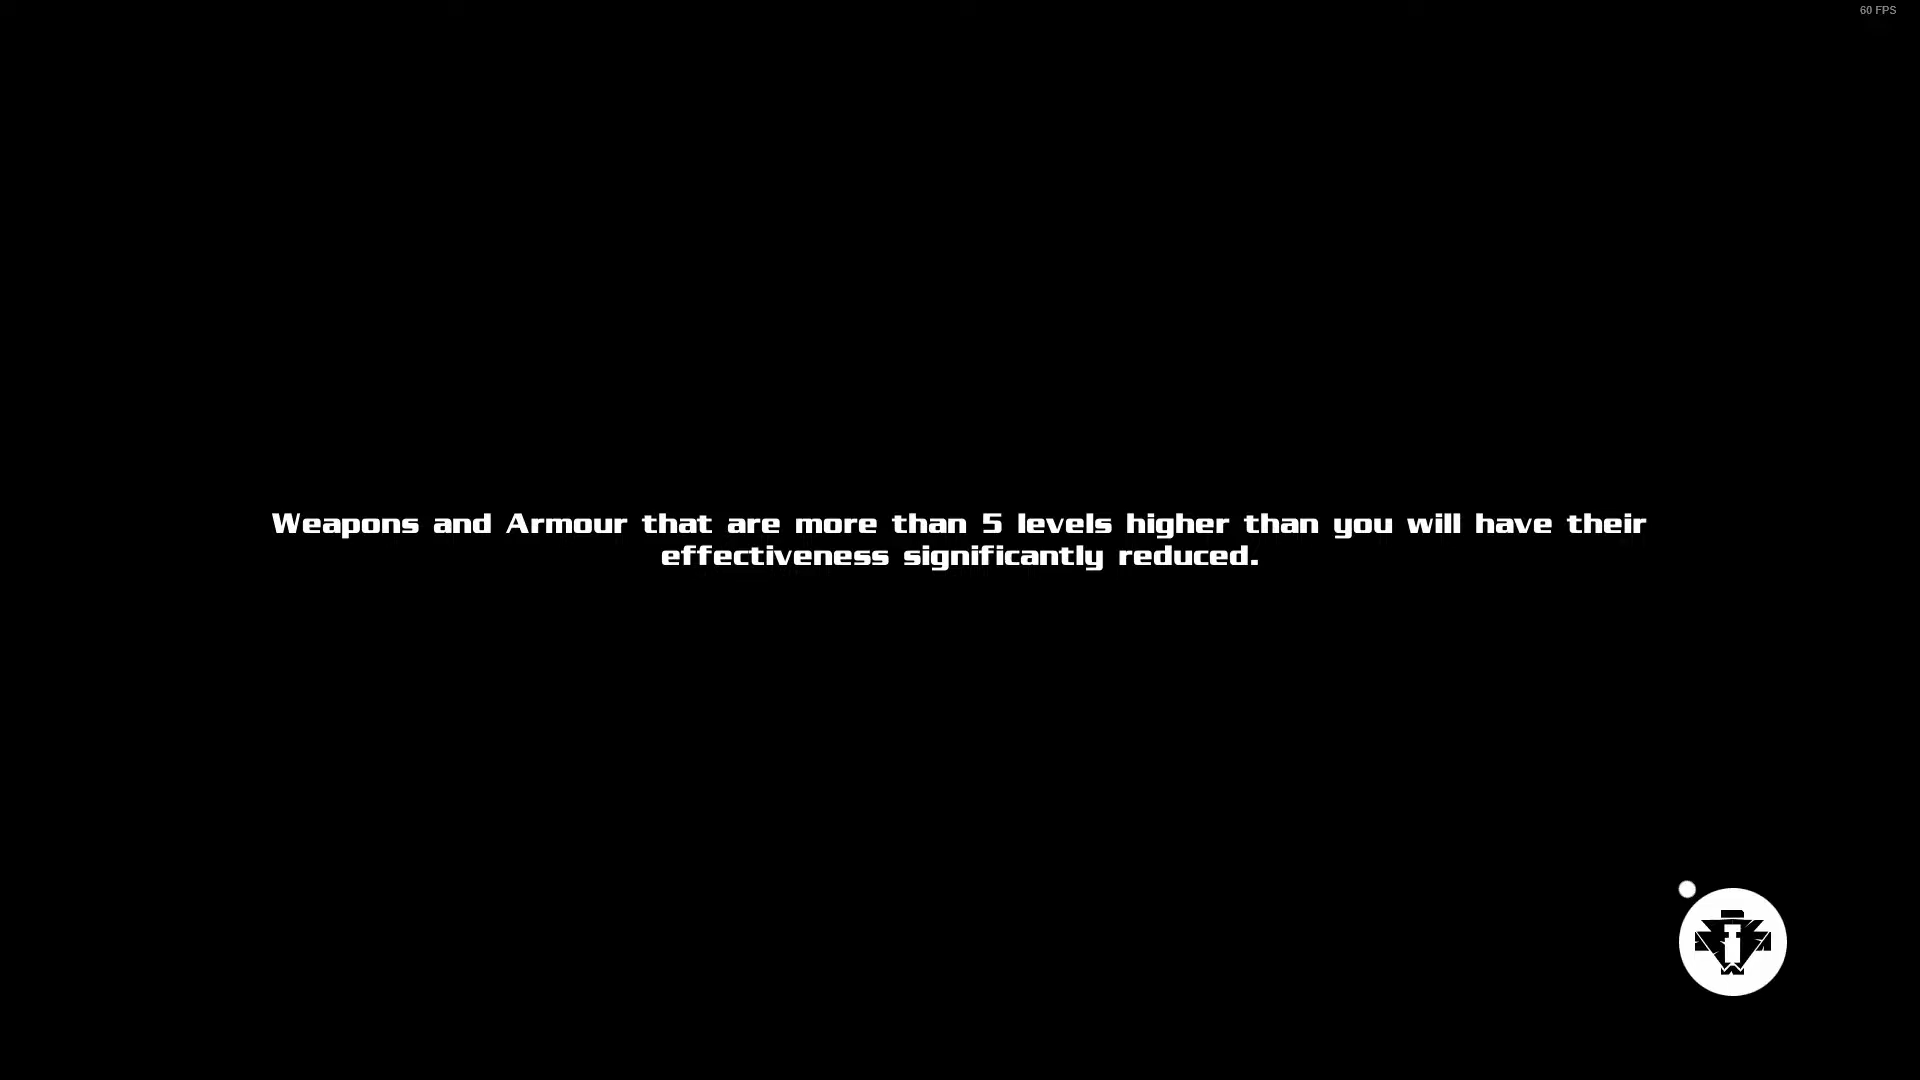 60 FPS
Weapons and Armour that are more than 5 levels higher than you will have their
effectiveness significantly reduced.